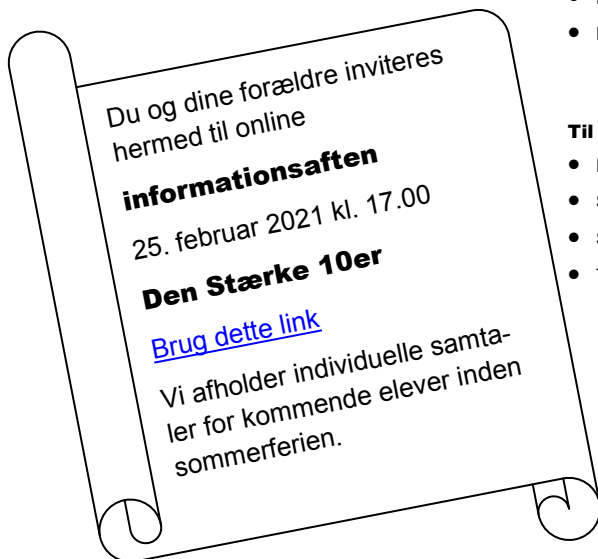 Du og dine forældre inviteres
hermed til online
informationsaften
25. februar 2021 kl. 17.00
Den Stærke 10er
Brug dette link
Vi afholder individuelle samta-
ler for kommende elever inden
sommerferien.
Til